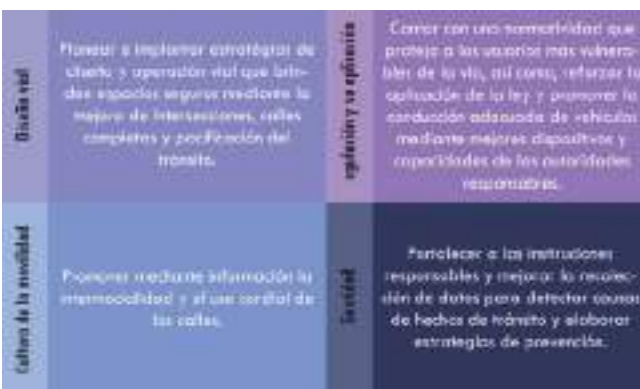 Diseño vial
Planear e implantar estratégias de
diseño y operación vial que brin-
den espacios seguros mediante la
mejora de intersecciones, calles
completas y pacificación del
tránsito.
y su aplicación
Contar con una normatividad que
proteja a los usuarios más vulnera-
bles de la vía, así como, reforzar la
aplicación de la ley y promover la
conducción adecuada de vehículos
mediante mejores dispositivos y
capacidades de las autoridades
responsables.
Cultura de la movilidad
Promover mediante información la
intermodalidad y el uso cordial de
las calles.
Fortalecer a las instituciones
responsables y mejorar la recolec-
ción de datos para detectar causas
de hechos de tránsito y elaborar
estrategias de prevención.